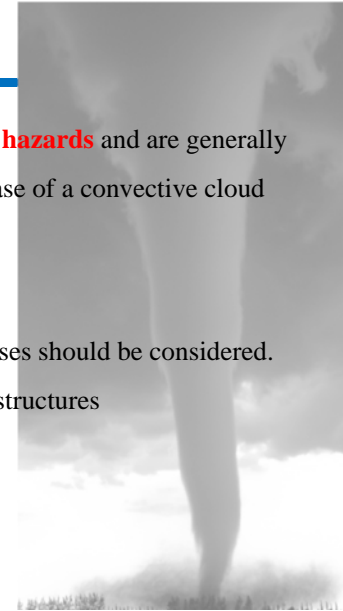 hazards and are generally
ase of a convective cloud
ses should be considered.
structures